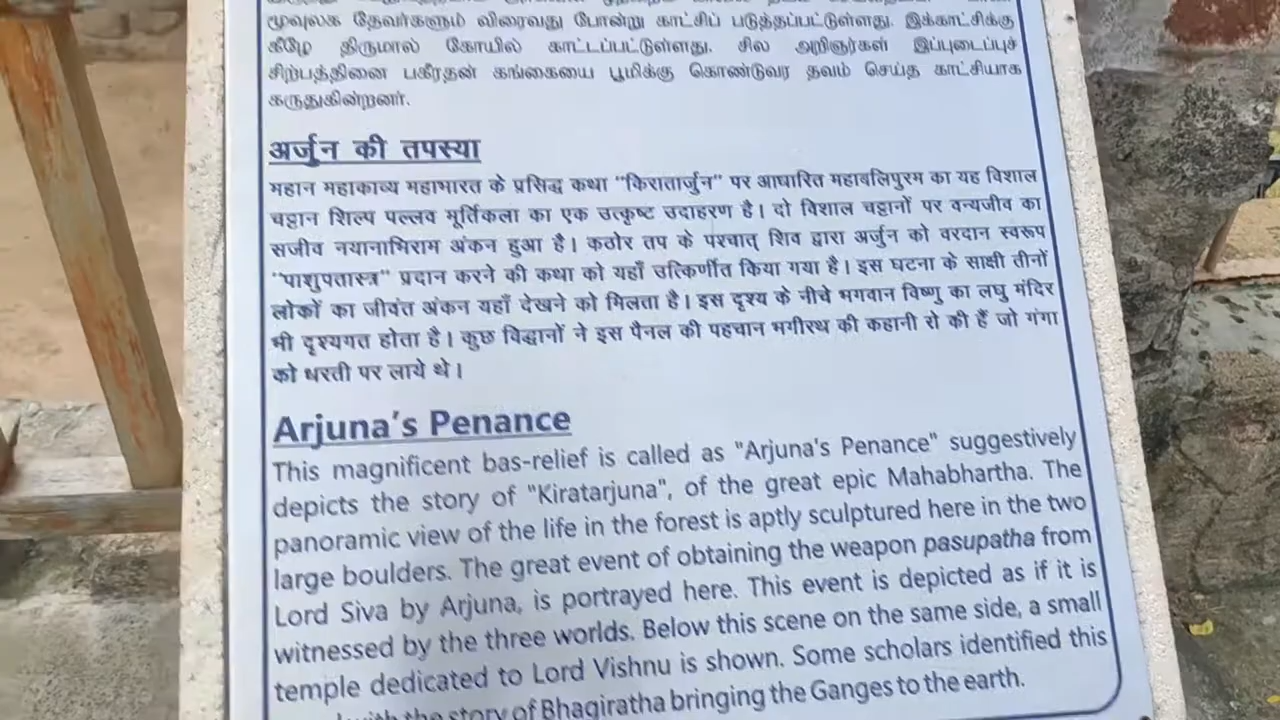 மூவுலக தேவர்களும் விரைவது போன்று காட்சிப் படுத்தப்பட்டுள்ளது. இக்காட்சிக்கு
கீழே திருமால் கோயில் காட்டப்பட்டுள்ளது. சில அறிஞர்கள் இப்புடைப்புச்
சிற்பத்தினை பகீரதன் கங்கையை பூமிக்கு கொண்டுவர தவம் செய்த காட்சியாக
கருதுகின்றனர்.
अर्जुन की तपस्या
महान महाकाव्य महाभारत के प्रसिद्ध कथा "किरातार्जुन" पर आधारित महाबलिपुरम का यह विशाल
चट्टान शिल्प पल्लव मूर्तिकला का एक उत्कृष्ट उदाहरण है। दो विशाल चट्टानों पर वन्यजीव का
सजीव नयानाभिराम अंकन हुआ है। कठोर तप के पश्चात् शिव द्वारा अर्जुन को वरदान स्वरूप
"पाशुपतास्त्र" प्रदान करने की कथा को यहाँ उत्किर्णीत किया गया है। इस घटना के साक्षी तीनों
लोकों का जीवंत अंकन यहाँ देखने को मिलता है। इस दृश्य के नीचे भगवान विष्णु का लघु मंदिर
भी दृश्यगत होता है। कुछ विद्वानों ने इस पैनल की पहचान भगीरथ की कहानी से की हैं जो गंगा
को धरती पर लाये थे।
Arjuna's Penance
This magnificent bas-relief is called as "Arjuna's Penance" suggestively
depicts the story of "Kiratarjuna", of the great epic Mahabhartha. The
panoramic view of the life in the forest is aptly sculptured here in the two
large boulders. The great event of obtaining the weapon pasupatha from
Lord Siva by Arjuna, is portrayed here. This event is depicted as if it is
witnessed by the three worlds. Below this scene on the same side, a small
temple dedicated to Lord Vishnu is shown. Some scholars identified this
with the story of Bhagiratha bringing the Ganges to the earth.